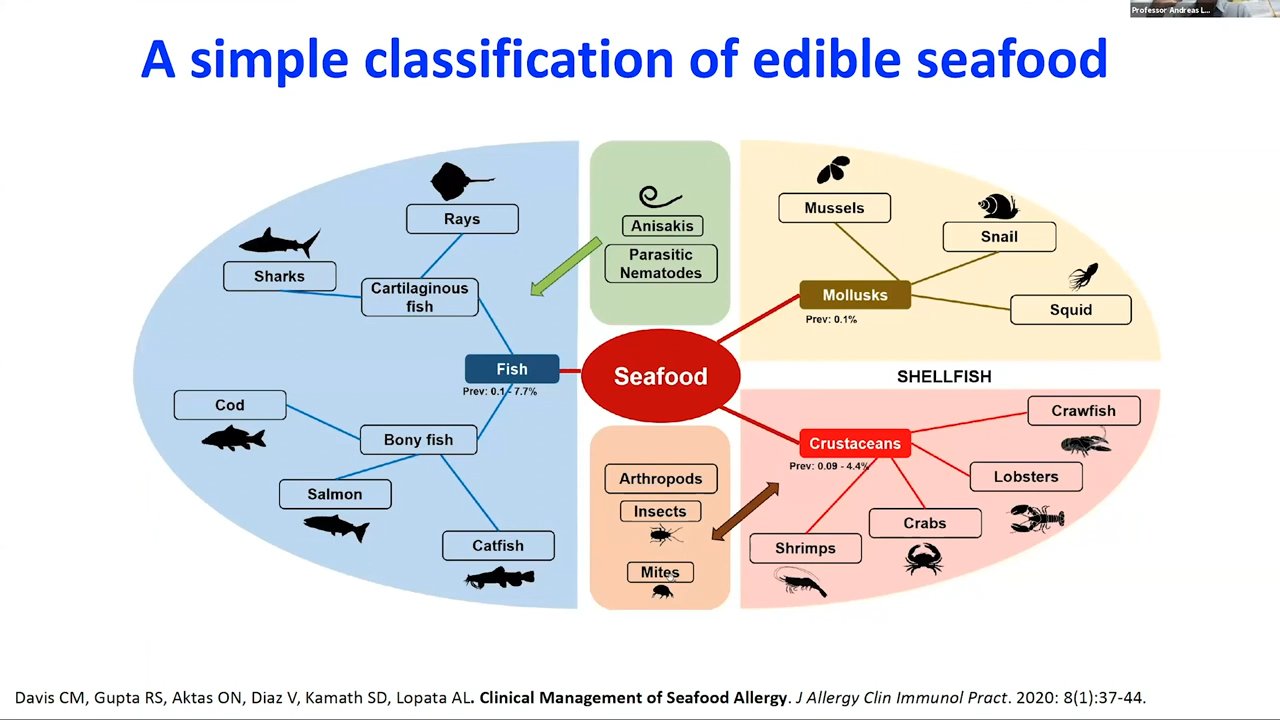 Professor Andreas L...
A simple classification of edible seafood
Rays
Sharks
Cartilaginous
fish
Fish
Prev: 0.1 - 7.7%
Cod
Bony fish
Salmon
Catfish
Anisakis
Parasitic
Nematodes
Seafood
Arthropods
Insects
Mites
Mussels
Snail
Mollusks
Squid
Prev: 0.1%
SHELLFISH
Crawfish
Crustaceans
Prev: 0.09 - 4.4%
Lobsters
Crabs
Shrimps
Davis CM, Gupta RS, Aktas ON, Diaz V, Kamath SD, Lopata AL. Clinical Management of Seafood Allergy. J Allergy Clin Immunol Pract. 2020: 8(1):37-44.